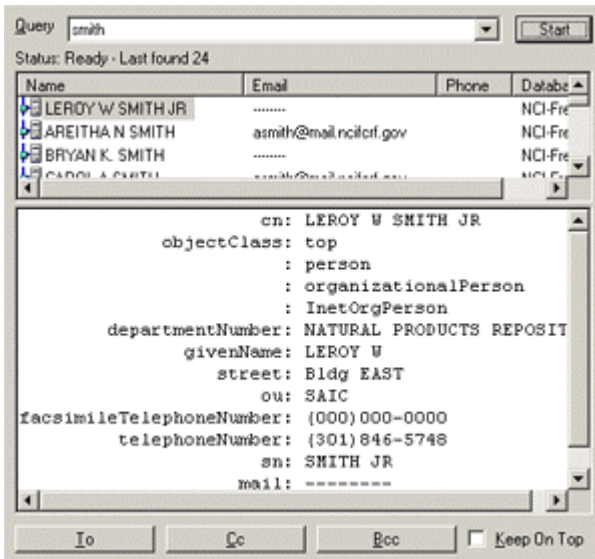 Query smith Start
Status: Ready - Last found 24
Name Email Phone Databa
LEROY W SMITH JR -------- NCI-Fre
AREITHA N SMITH asmith@mail.ncifcrf.gov NCI-Fre
BRYAN K. SMITH -------- NCI-Fre
cn: LEROY W SMITH JR
objectClass: top
: person
: organizationalPerson
: InetOrgPerson
departmentNumber: NATURAL PRODUCTS REPOSIT
givenName: LEROY W
street: Bldg EAST
ou: SAIC
facsimileTelephoneNumber: (000)000-0000
telephoneNumber: (301)846-5748
sn: SMITH JR
mail: --------
To Cc Bcc Keep On Top